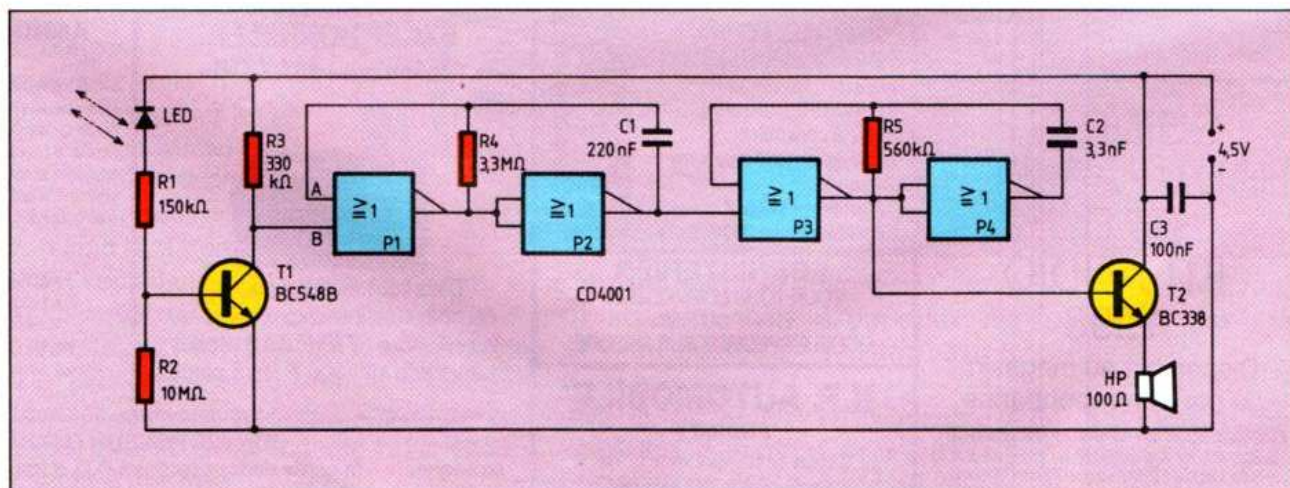 LED
R1
150kΩ
R2
10MΩ
R3
330
kΩ
T1
BC548B
A
B
≧1
P1
R4
3,3MΩ
≧1
P2
CD4001
C1
220nF
≧1
P3
R5
560kΩ
≧1
P4
C2
3,3nF
+
4,5V
-
C3
100nF
T2
BC338
HP
100Ω